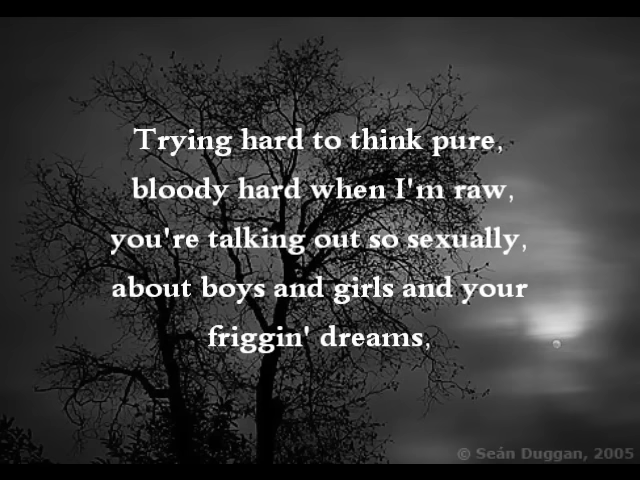 Trying hard to think pure,
bloody hard when I'm raw,
you're talking out so sexually,
about boys and girls and your
friggin' dreams,
© Seán Duggan, 2005